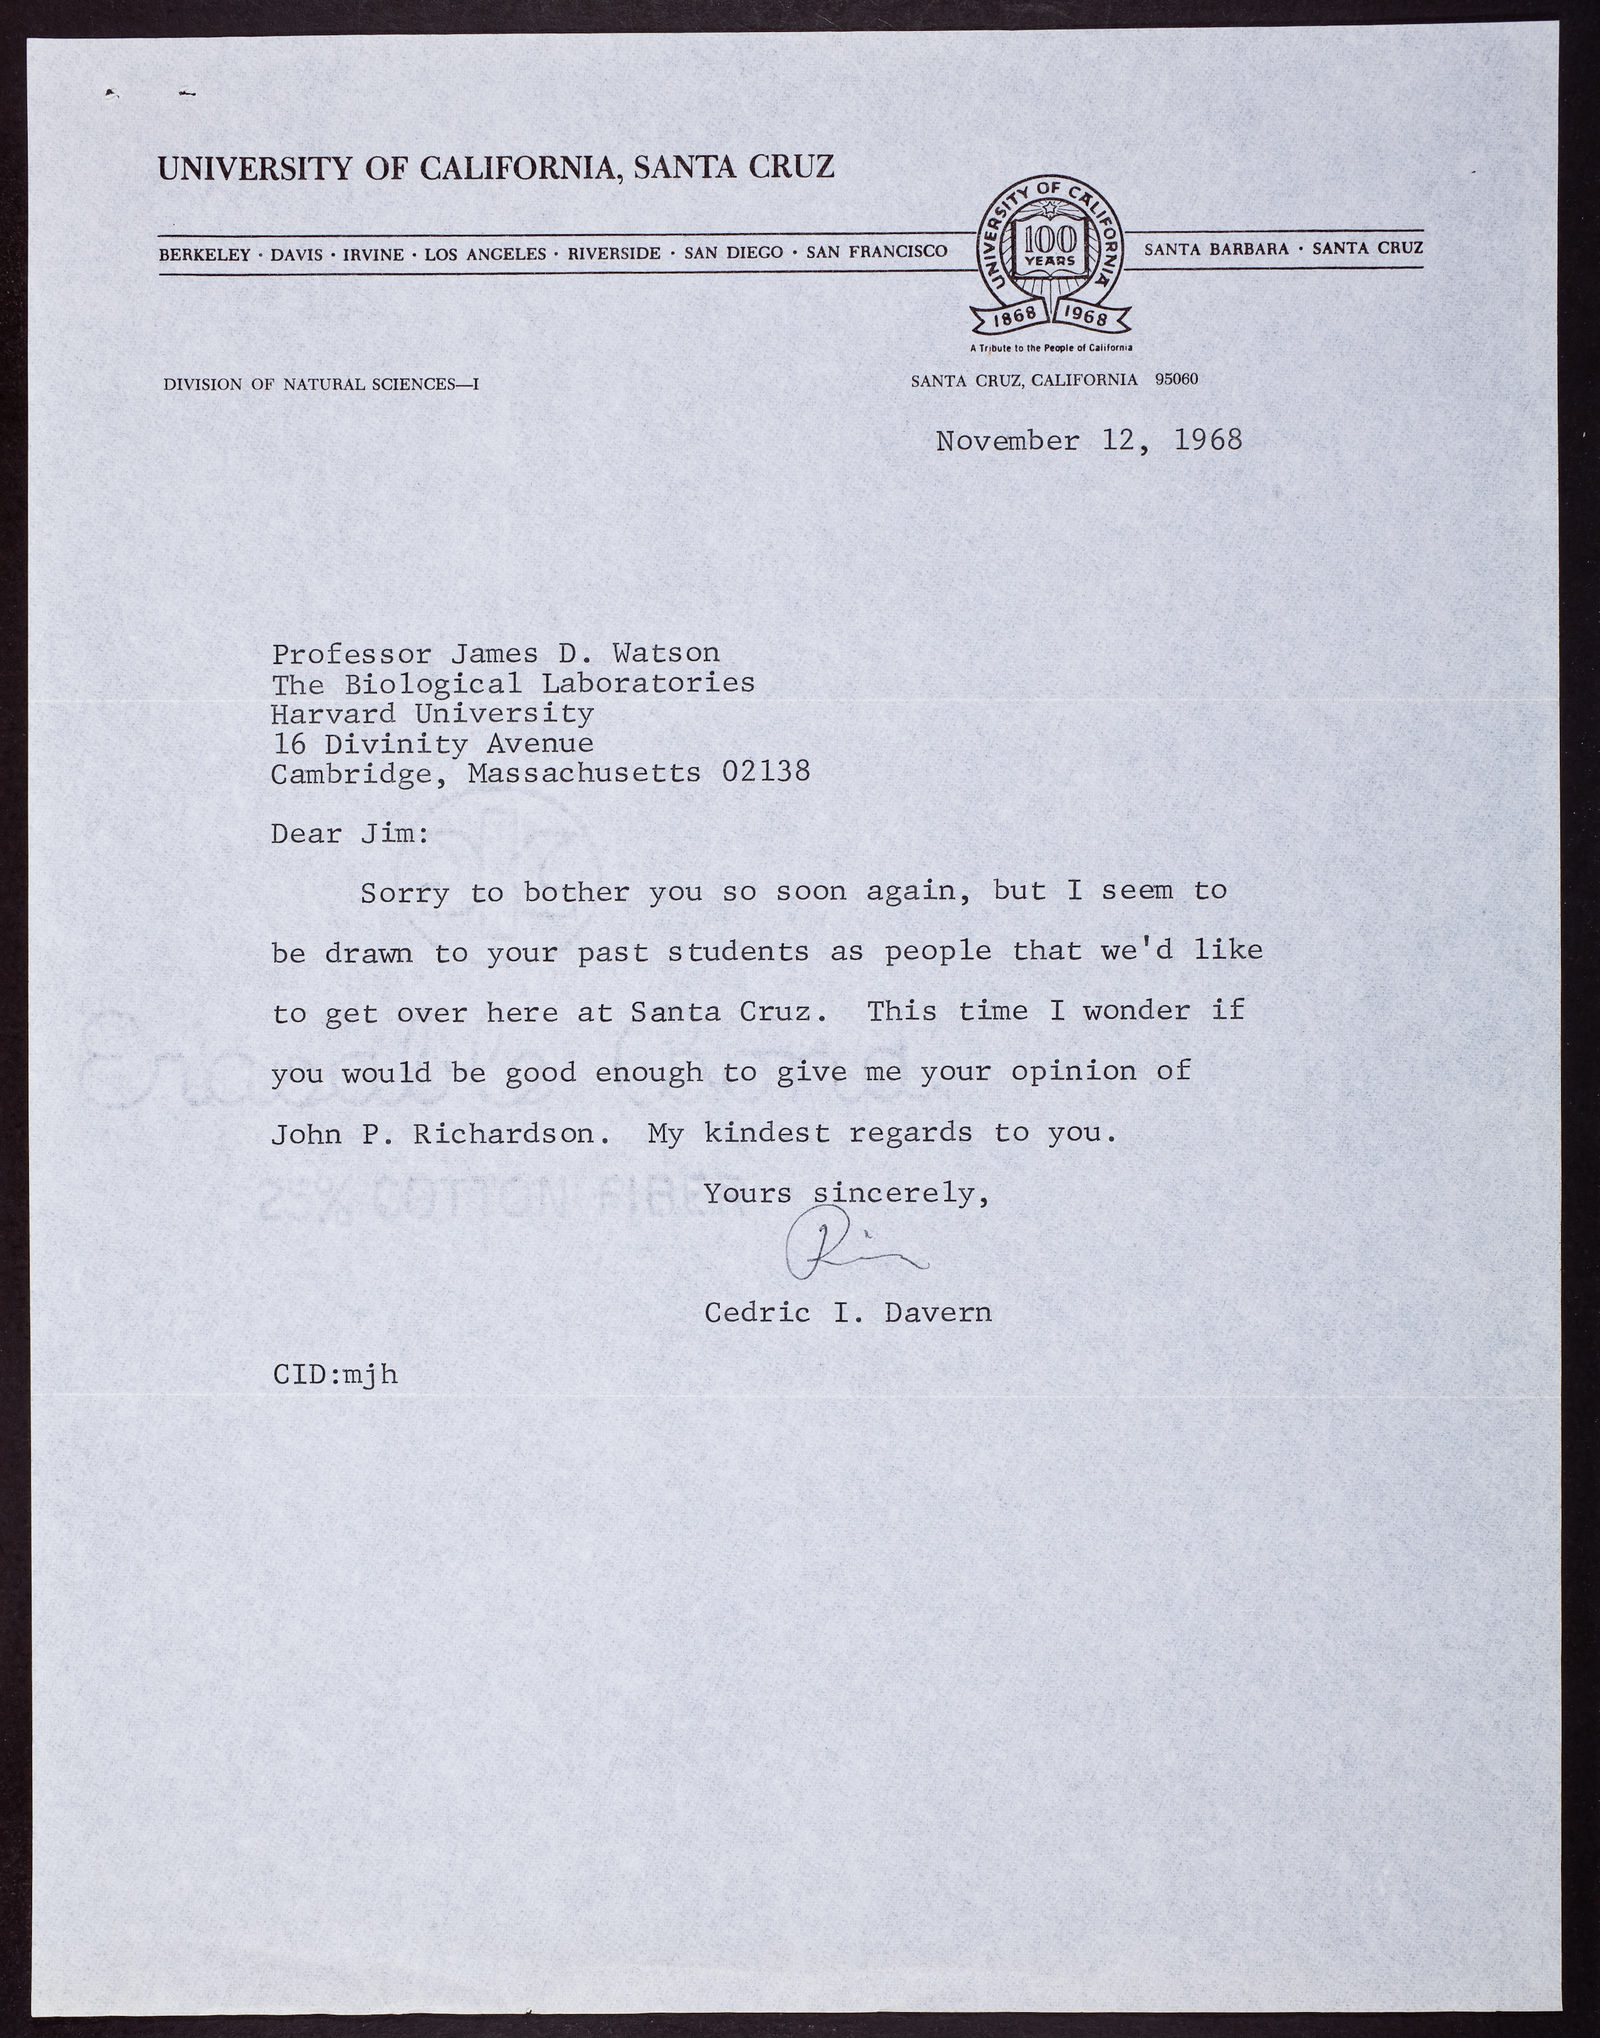 UNIVERSITY OF CALIFORNIA, SANTA CRUZ
BERKELEY · DAVIS · IRVINE · LOS ANGELES · RIVERSIDE · SAN DIEGO · SAN FRANCISCO
UNIVERSITY OF CALIFORNIA
100
YEARS
1868 1968
A Tribute to the People of California
SANTA BARBARA · SANTA CRUZ
DIVISION OF NATURAL SCIENCES—I
SANTA CRUZ, CALIFORNIA 95060
November 12, 1968
Professor James D. Watson
The Biological Laboratories
Harvard University
16 Divinity Avenue
Cambridge, Massachusetts 02138
Dear Jim:
Sorry to bother you so soon again, but I seem to
be drawn to your past students as people that we'd like
to get over here at Santa Cruz. This time I wonder if
you would be good enough to give me your opinion of
John P. Richardson. My kindest regards to you.
25% COTTON FIBER
Yours sincerely,
Cedric I. Davern
CID:mjh